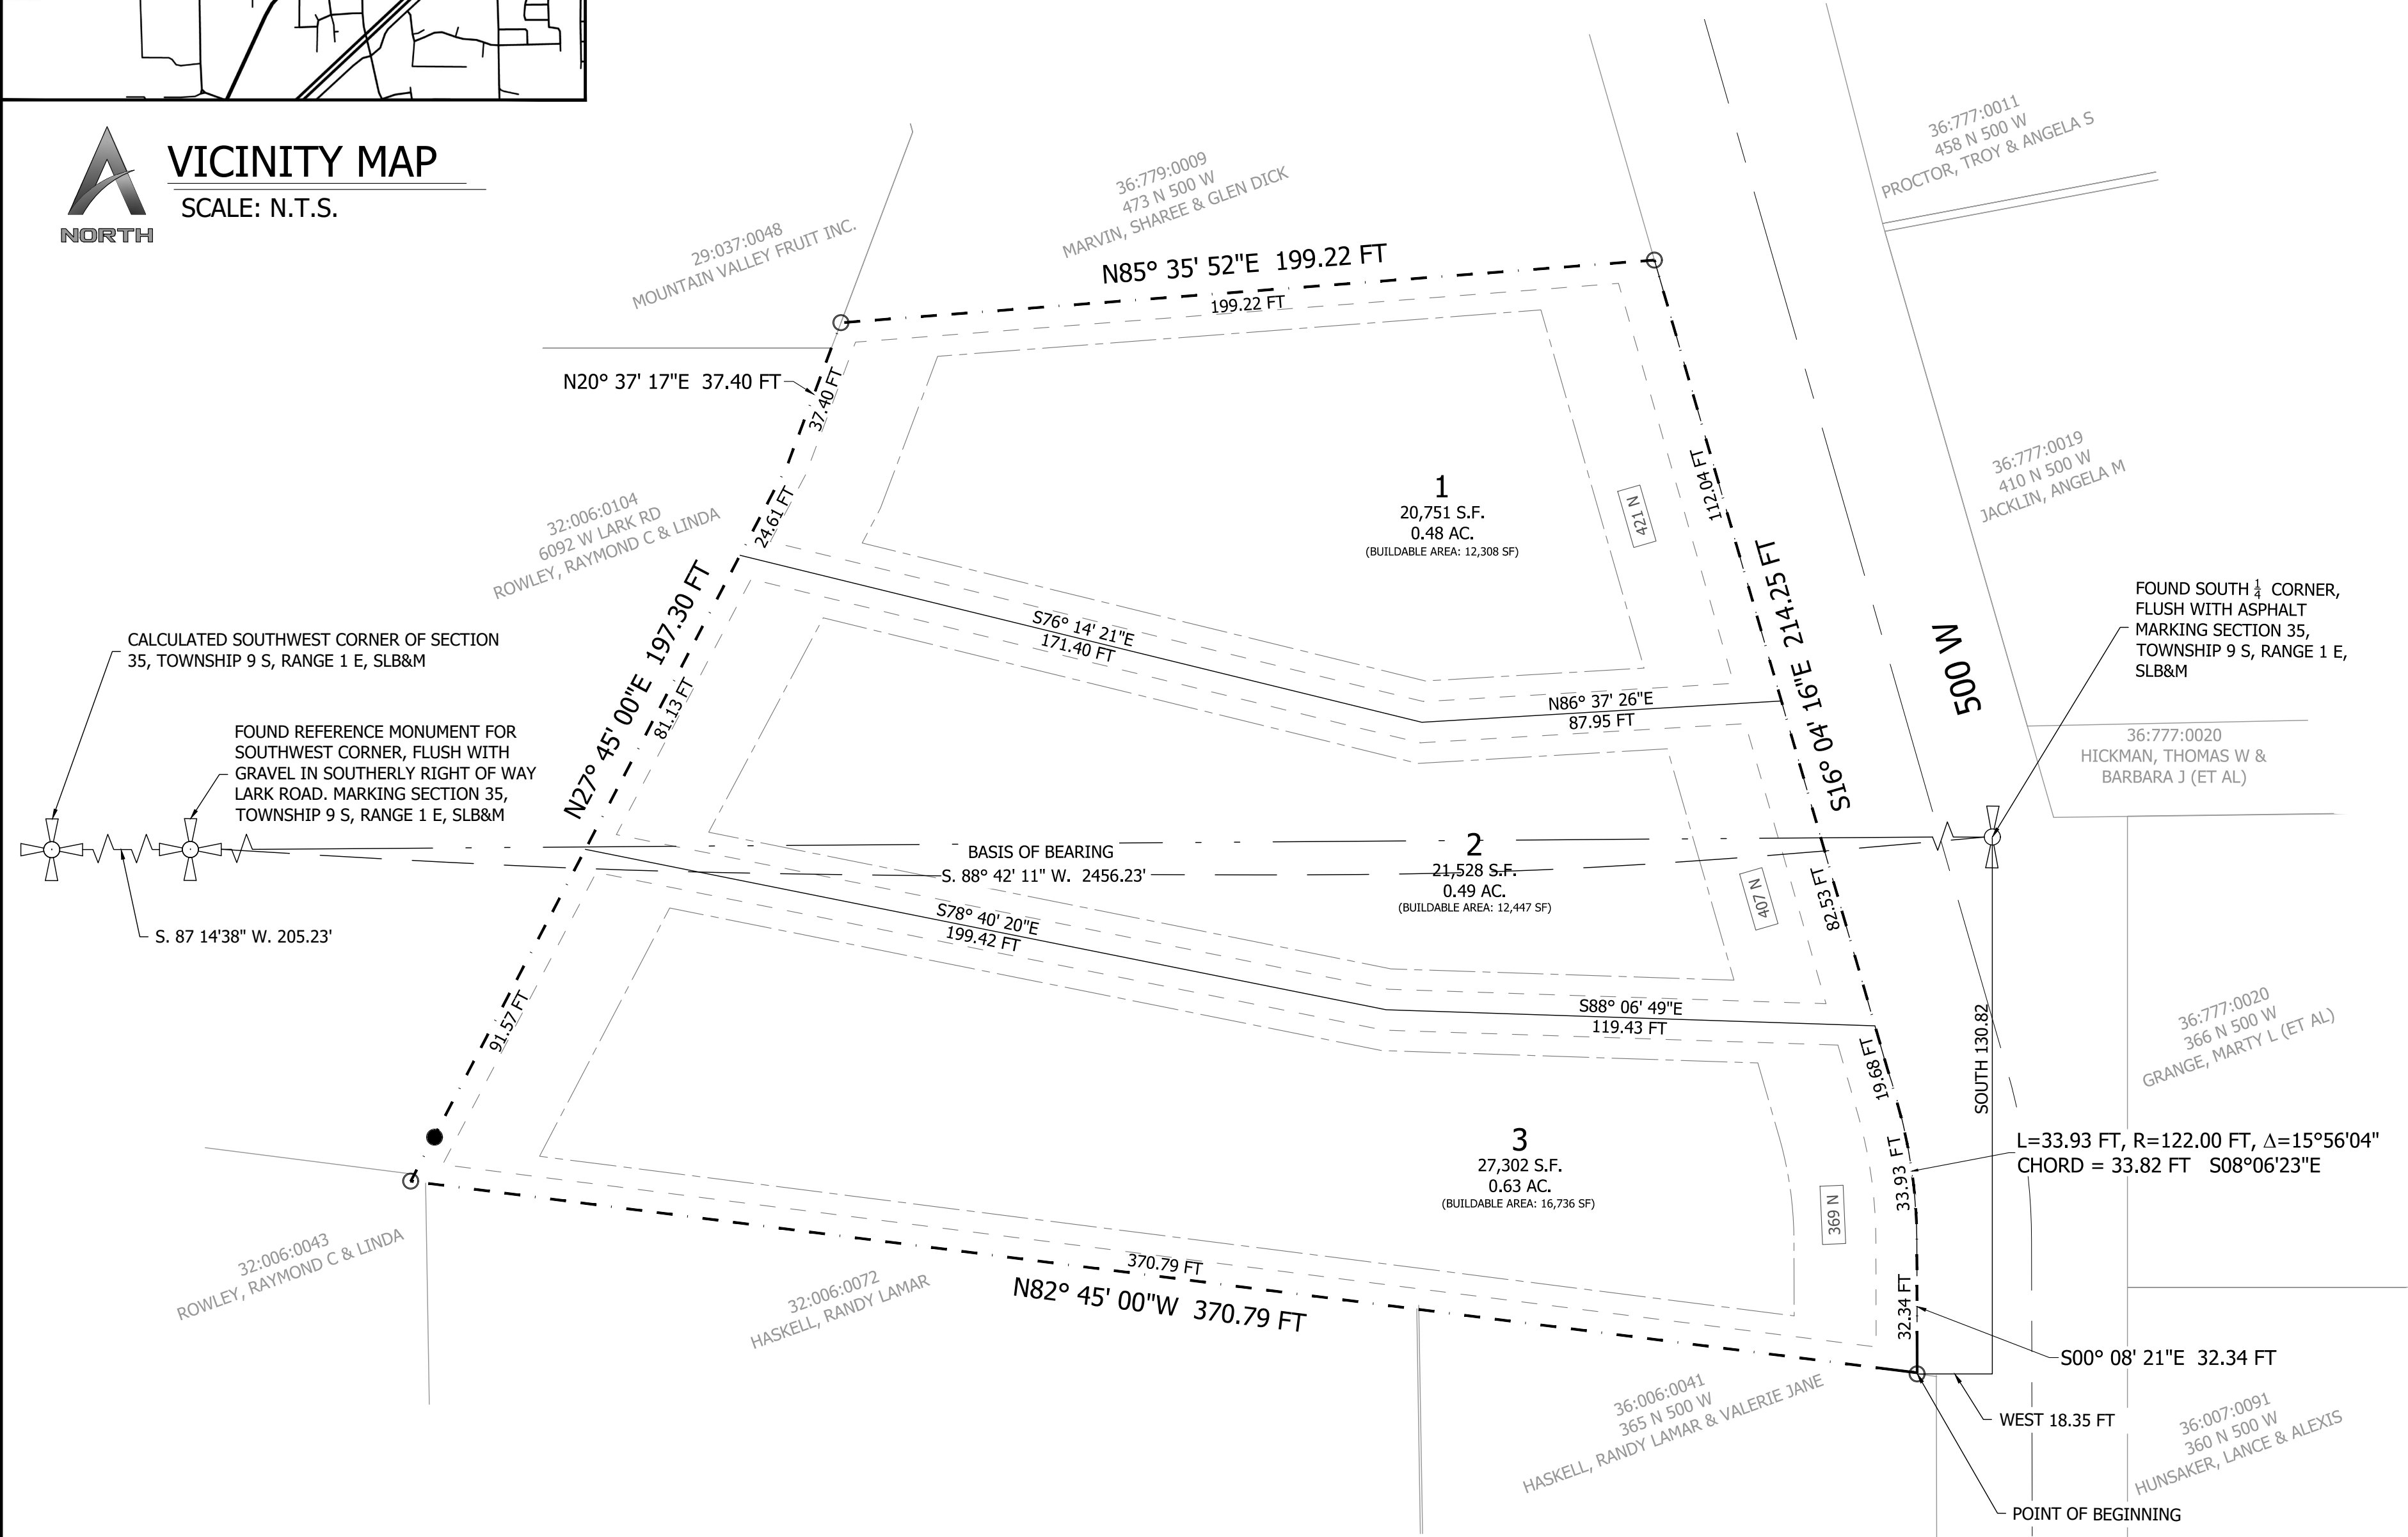 NORTH
VICINITY MAP
SCALE: N.T.S.
29:037:0048
MOUNTAIN VALLEY FRUIT INC.
36:779:0009
473 N 500 W
MARVIN, SHAREE & GLEN DICK
36:777:0011
458 N 500 W
PROCTOR, TROY & ANGELA S
N85° 35' 52"E 199.22 FT
199.22 FT
N20° 37' 17"E 37.40 FT
37.40 FT
24.61 FT
32:006:0104
6092 W LARK RD
ROWLEY, RAYMOND C & LINDA
1
20,751 S.F.
0.48 AC.
(BUILDABLE AREA: 12,308 SF)
421 N
112.04 FT
36:777:0019
410 N 500 W
JACKLIN, ANGELA M
N27° 45' 00"E 197.30 FT
81.13 FT
S76° 14' 21"E
171.40 FT
N86° 37' 26"E
87.95 FT
S16° 04' 16"E 214.25 FT
500 W
FOUND SOUTH 1/4 CORNER,
FLUSH WITH ASPHALT
MARKING SECTION 35,
TOWNSHIP 9 S, RANGE 1 E,
SLB&M
CALCULATED SOUTHWEST CORNER OF SECTION
35, TOWNSHIP 9 S, RANGE 1 E, SLB&M
FOUND REFERENCE MONUMENT FOR
SOUTHWEST CORNER, FLUSH WITH
GRAVEL IN SOUTHERLY RIGHT OF WAY
LARK ROAD. MARKING SECTION 35,
TOWNSHIP 9 S, RANGE 1 E, SLB&M
36:777:0020
HICKMAN, THOMAS W &
BARBARA J (ET AL)
BASIS OF BEARING
S. 88° 42' 11" W. 2456.23'
2
21,528 S.F.
0.49 AC.
(BUILDABLE AREA: 12,447 SF)
407 N
82.53 FT
S. 87 14'38" W. 205.23'
S78° 40' 20"E
199.42 FT
S88° 06' 49"E
119.43 FT
91.57 FT
19.68 FT
SOUTH 130.82
36:777:0020
366 N 500 W
GRANGE, MARTY L (ET AL)
3
27,302 S.F.
0.63 AC.
(BUILDABLE AREA: 16,736 SF)
369 N
33.93 FT
L=33.93 FT, R=122.00 FT, Δ=15°56'04"
CHORD = 33.82 FT S08°06'23"E
32:006:0043
ROWLEY, RAYMOND C & LINDA
32:006:0072
HASKELL, RANDY LAMAR
370.79 FT
N82° 45' 00"W 370.79 FT
32.34 FT
S00° 08' 21"E 32.34 FT
36:006:0041
365 N 500 W
HASKELL, RANDY LAMAR & VALERIE JANE
WEST 18.35 FT
36:007:0091
360 N 500 W
HUNSAKER, LANCE & ALEXIS
POINT OF BEGINNING